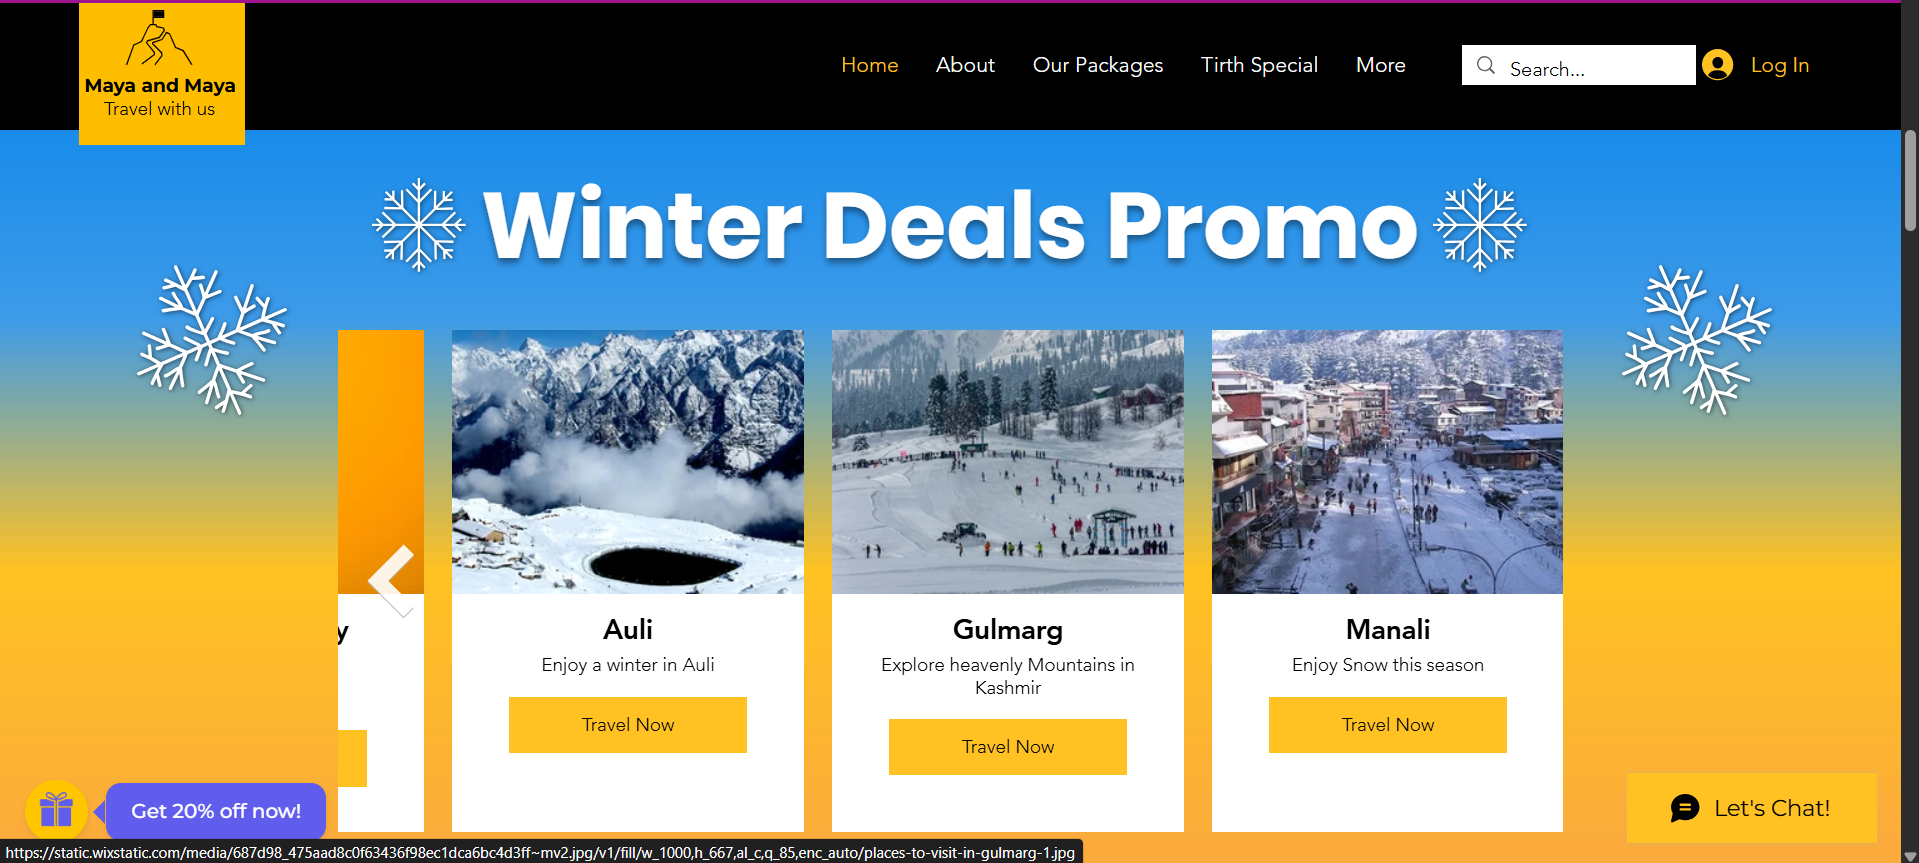 Maya and Maya
Travel with us
Home
About
Our Packages
Tirth Special
More
Search...
Log In
Winter Deals Promo
y
Auli
Enjoy a winter in Auli
Travel Now
Gulmarg
Explore heavenly Mountains in
Kashmir
Travel Now
Manali
Enjoy Snow this season
Travel Now
Get 20% off now!
Let's Chat!
https://static.wixstatic.com/media/687d98_475aad8c0f63436f98ec1dca6bc4d3ff~mv2.jpg/v1/fill/w_1000,h_667,al_c,q_85,enc_auto/places-to-visit-in-gulmarg-1.jpg